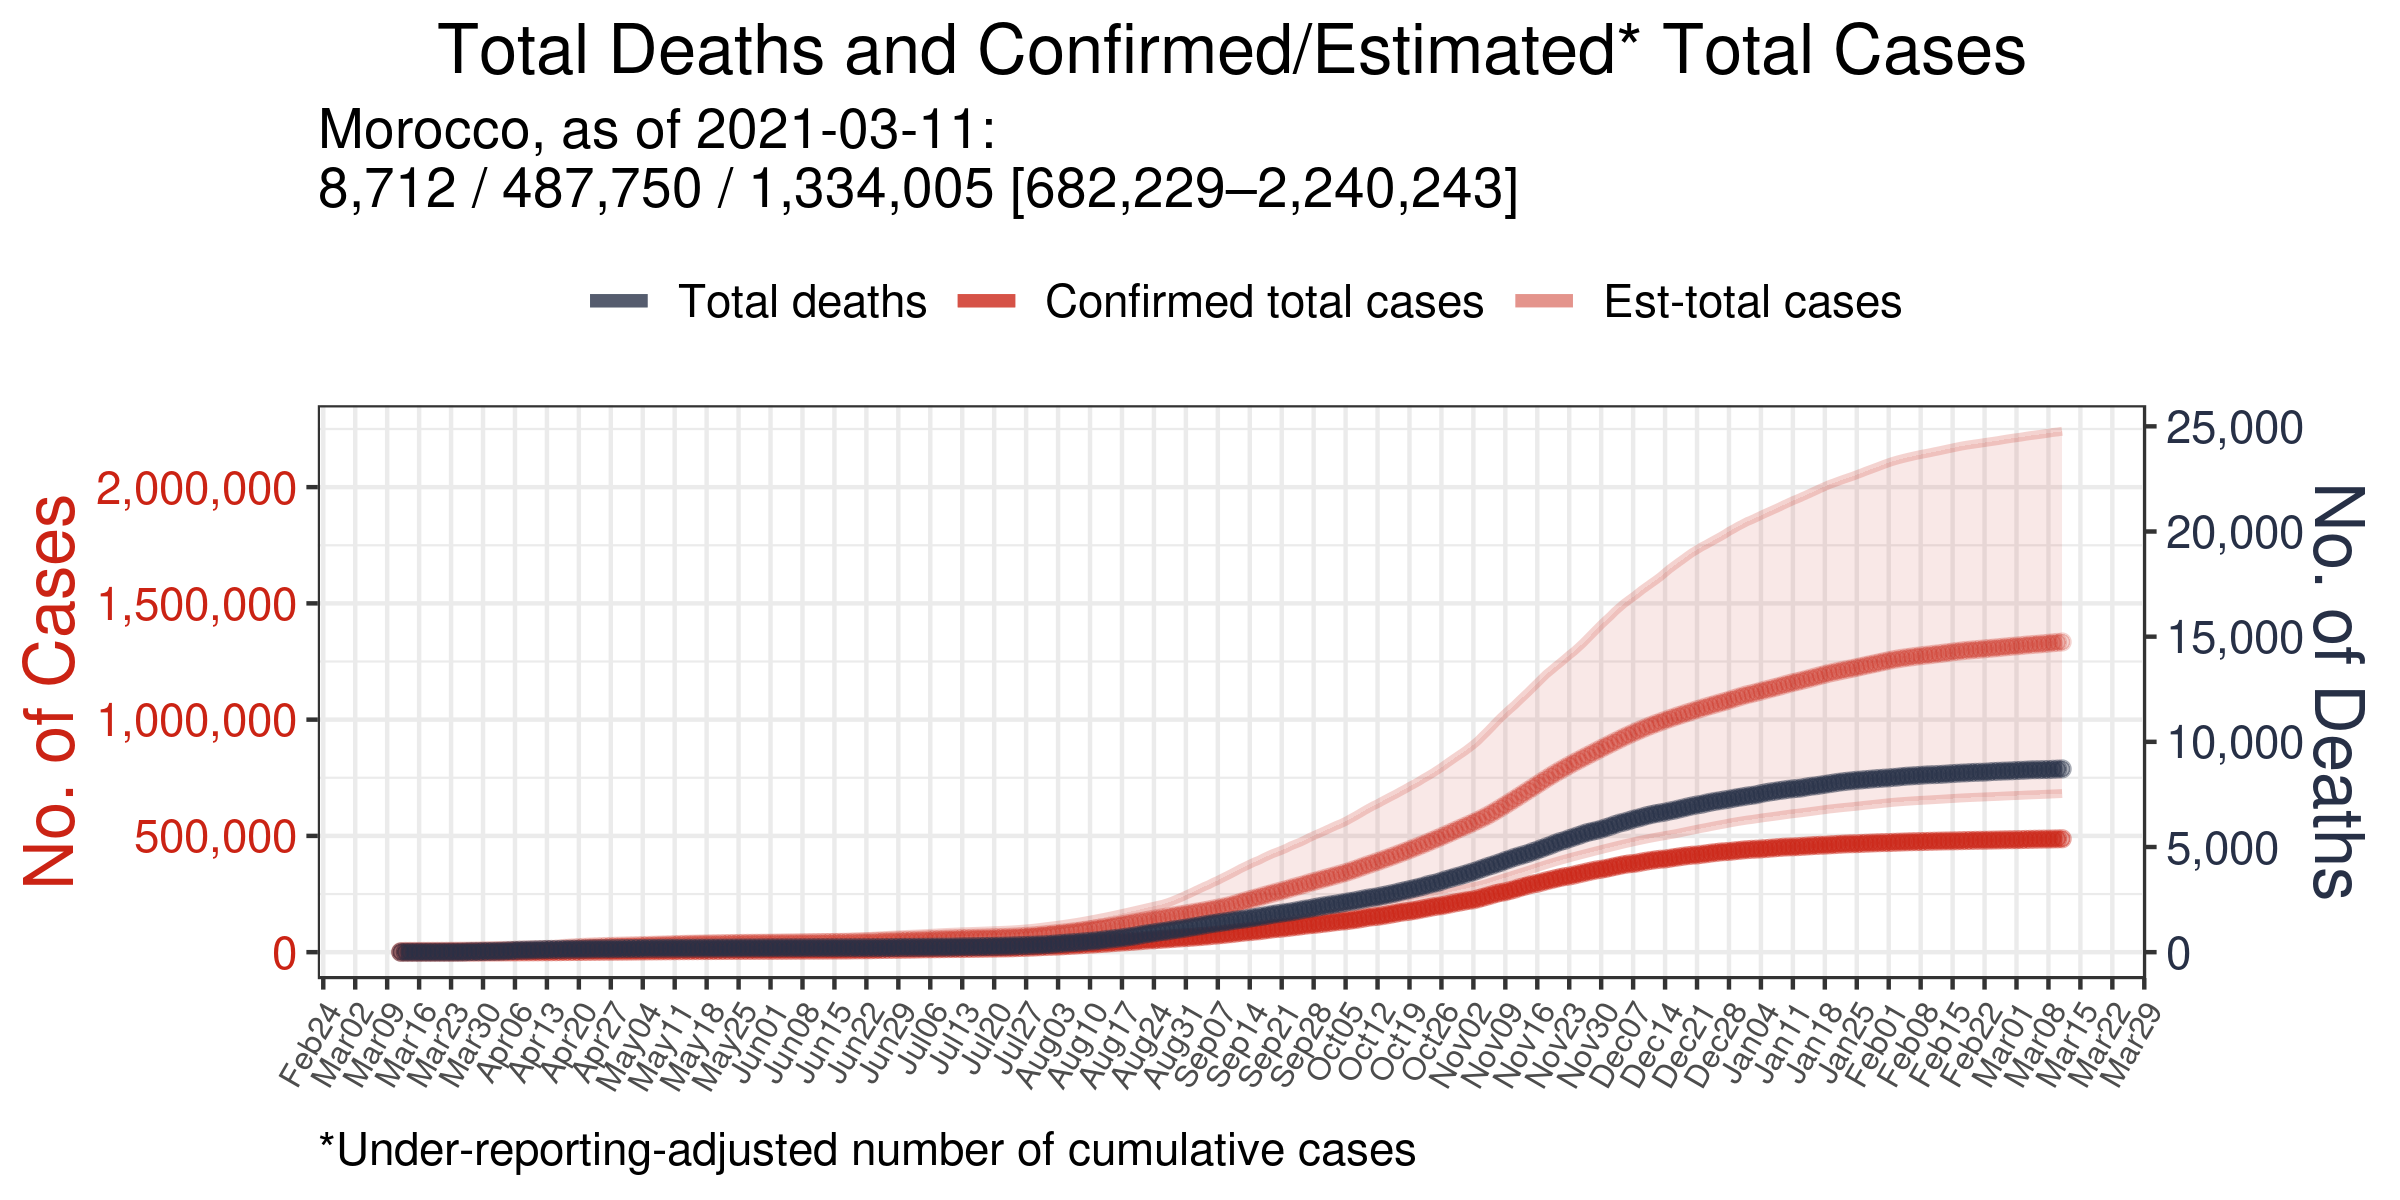 Total Deaths and Confirmed/Estimated* Total Cases
Morocco, as of 2021-03-11:
8,712 / 487,750 / 1,334,005 [682,229–2,240,243]
Total deaths
Confirmed total cases
Est-total cases
No. of Cases
2,000,000
1,500,000
1,000,000
500,000
0
25,000
20,000
15,000
10,000
5,000
0
No. of Deaths
Feb24
Mar02
Mar09
Mar16
Mar23
Mar30
Apr06
Apr13
Apr20
Apr27
May04
May11
May18
May25
Jun01
Jun08
Jun15
Jun22
Jun29
Jul06
Jul13
Jul20
Jul27
Aug03
Aug10
Aug17
Aug24
Aug31
Sep07
Sep14
Sep21
Sep28
Oct05
Oct12
Oct19
Oct26
Nov02
Nov09
Nov16
Nov23
Nov30
Dec07
Dec14
Dec21
Dec28
Jan04
Jan11
Jan18
Jan25
Feb01
Feb08
Feb15
Feb22
Mar01
Mar08
Mar15
Mar22
Mar29
*Under-reporting-adjusted number of cumulative cases